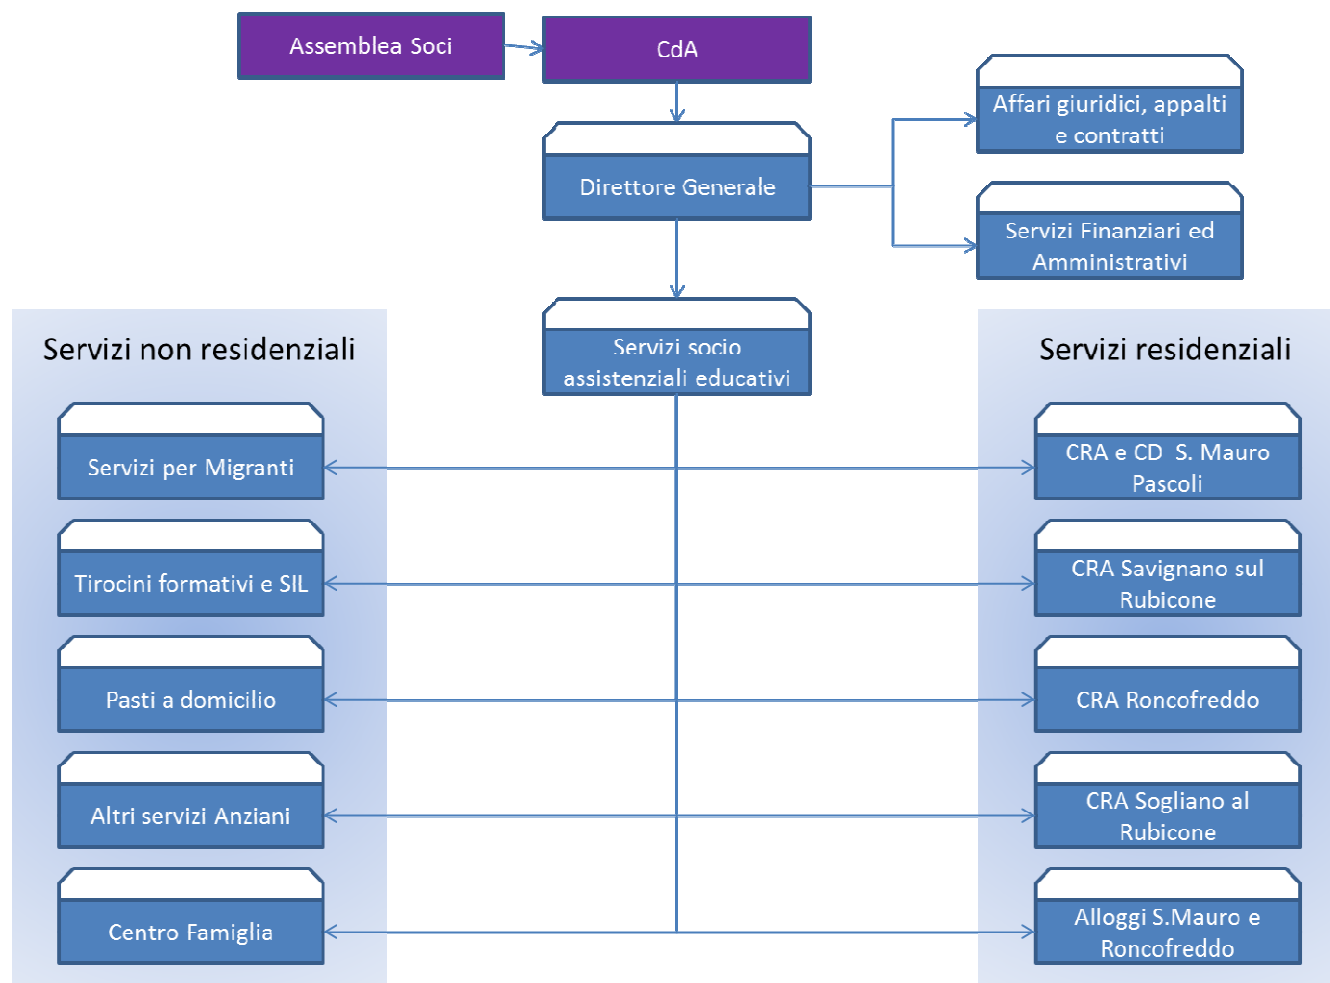 Assemblea Soci
CdA
Affari giuridici, appalti
e contratti
Direttore Generale
Servizi Finanziari ed
Amministrativi
Servizi socio
assistenziali educativi
Servizi non residenziali
Servizi per Migranti
Tirocini formativi e SIL
Pasti a domicilio
Altri servizi Anziani
Centro Famiglia
Servizi residenziali
CRA e CD  S. Mauro
Pascoli
CRA Savignano sul
Rubicone
CRA Roncofreddo
CRA Sogliano al
Rubicone
Alloggi S.Mauro e
Roncofreddo